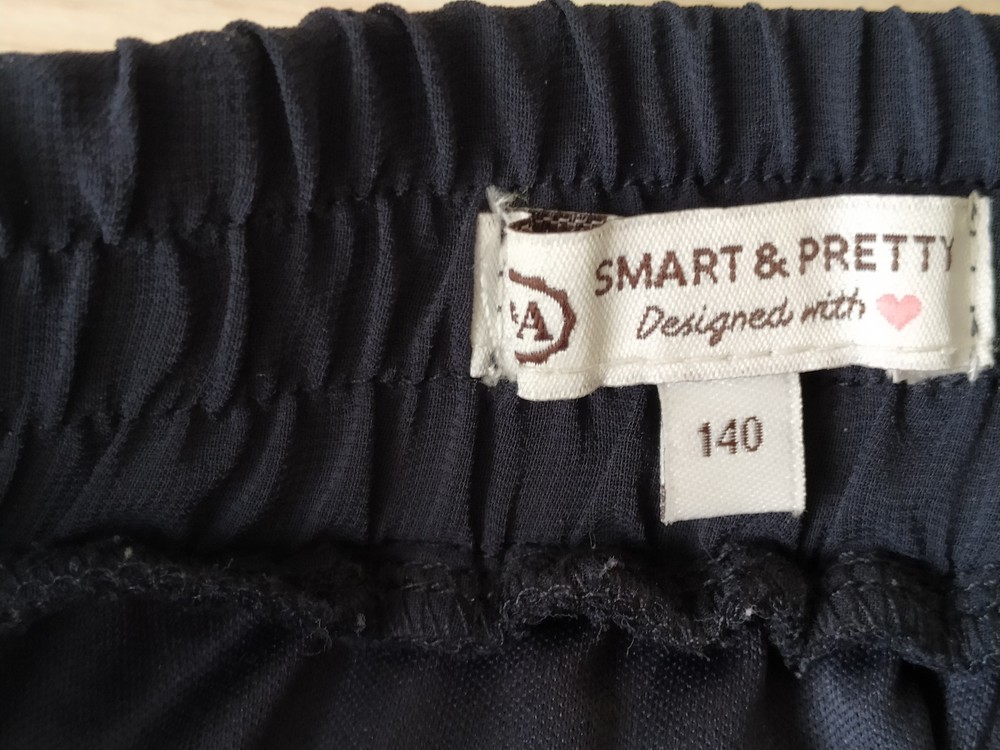 &A
SMART & PRETTY
Designed with
140